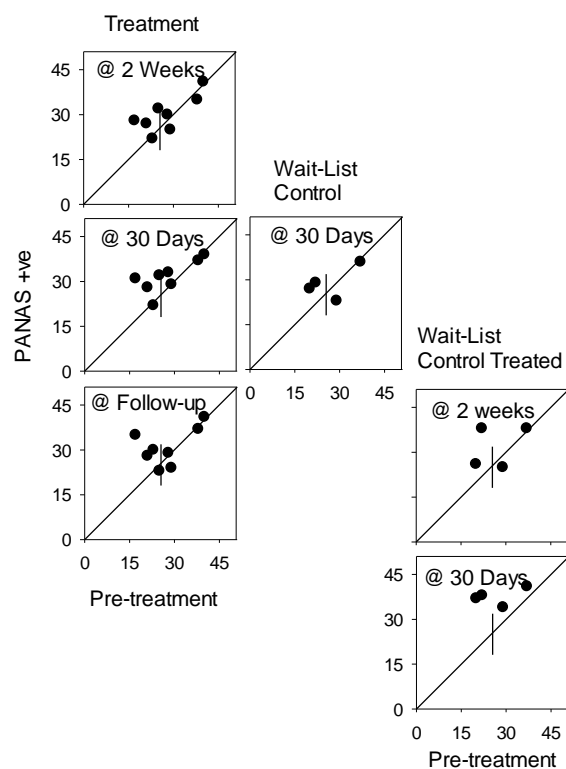 Treatment
@ 2 Weeks
45
30
15
0
Wait-List
Control
@ 30 Days
45
30
15
0
@ 30 Days
0 15 30 45
PANAS +ve
Wait-List
Control Treated
@ Follow-up
45
30
15
0
0 15 30 45
Pre-treatment
@ 2 weeks
@ 30 Days
45
30
15
0
0 15 30 45
Pre-treatment